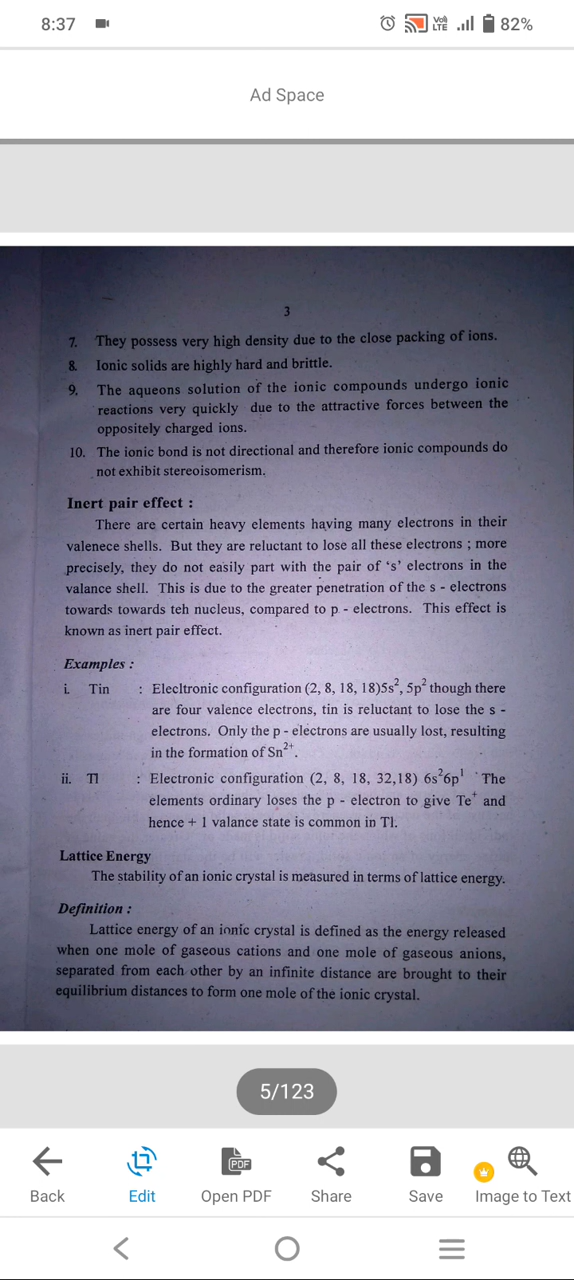 8:37 Vo) LTE 82%
Ad Space
3
7. They possess very high density due to the close packing of ions.
8. Ionic solids are highly hard and brittle.
9. The aqueons solution of the ionic compounds undergo ionic
reactions very quickly due to the attractive forces between the
oppositely charged ions.
10. The ionic bond is not directional and therefore ionic compounds do
not exhibit stereoisomerism.
Inert pair effect :
There are certain heavy elements having many electrons in their
valenece shells. But they are reluctant to lose all these electrons ; more
precisely, they do not easily part with the pair of ‘s’ electrons in the
valance shell. This is due to the greater penetration of the s - electrons
towards towards teh nucleus, compared to p - electrons. This effect is
known as inert pair effect.
Examples :
i. Tin : Elecltronic configuration (2, 8, 18, 18)5s², 5p² though there
are four valence electrons, tin is reluctant to lose the s -
electrons. Only the p - electrons are usually lost, resulting
in the formation of Sn²⁺.
ii. Tl : Electronic configuration (2, 8, 18, 32,18) 6s²6p¹ The
elements ordinary loses the p - electron to give Te⁺ and
hence + 1 valance state is common in Tl.
Lattice Energy
The stability of an ionic crystal is measured in terms of lattice energy.
Definition :
Lattice energy of an ionic crystal is defined as the energy released
when one mole of gaseous cations and one mole of gaseous anions,
separated from each other by an infinite distance are brought to their
equilibrium distances to form one mole of the ionic crystal.
5/123
PDF
Back Edit Open PDF Share Save Image to Text